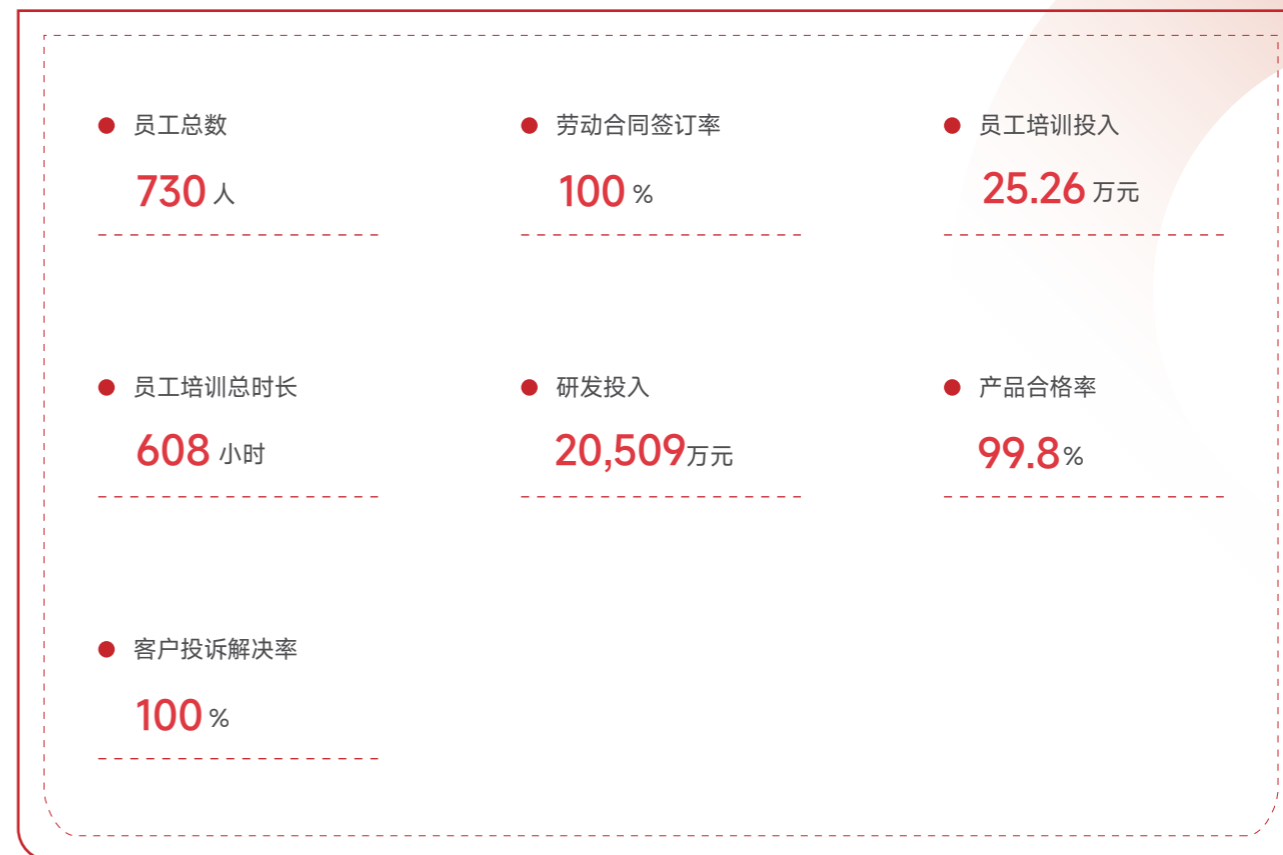 员工总数
730 人
劳动合同签订率
100 %
员工培训投入
25.26 万元
员工培训总时长
608 小时
研发投入
20,509万元
产品合格率
99.8%
客户投诉解决率
100 %